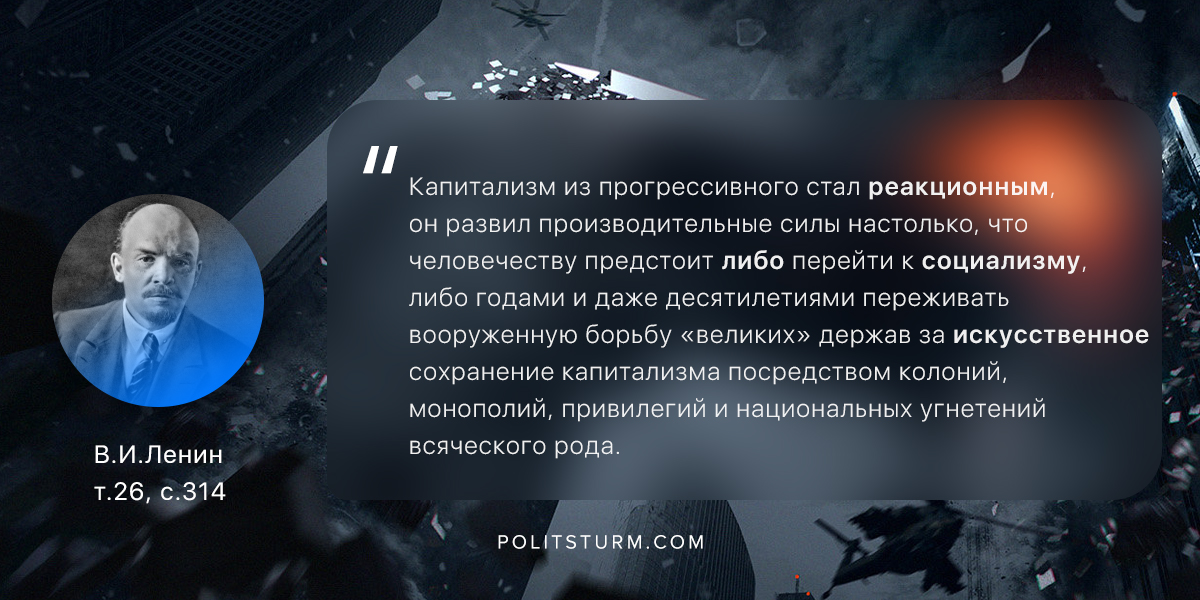 Капитализм из прогрессивного стал реакционным,
он развил производительные силы настолько, что
человечеству предстоит либо перейти к социализму,
либо годами и даже десятилетиями переживать
вооруженную борьбу «великих» держав за искусственное
сохранение капитализма посредством колоний,
монополий, привилегий и национальных угнетений
всяческого рода.
В.И.Ленин
т.26, с.314
POLITSTURM.COM